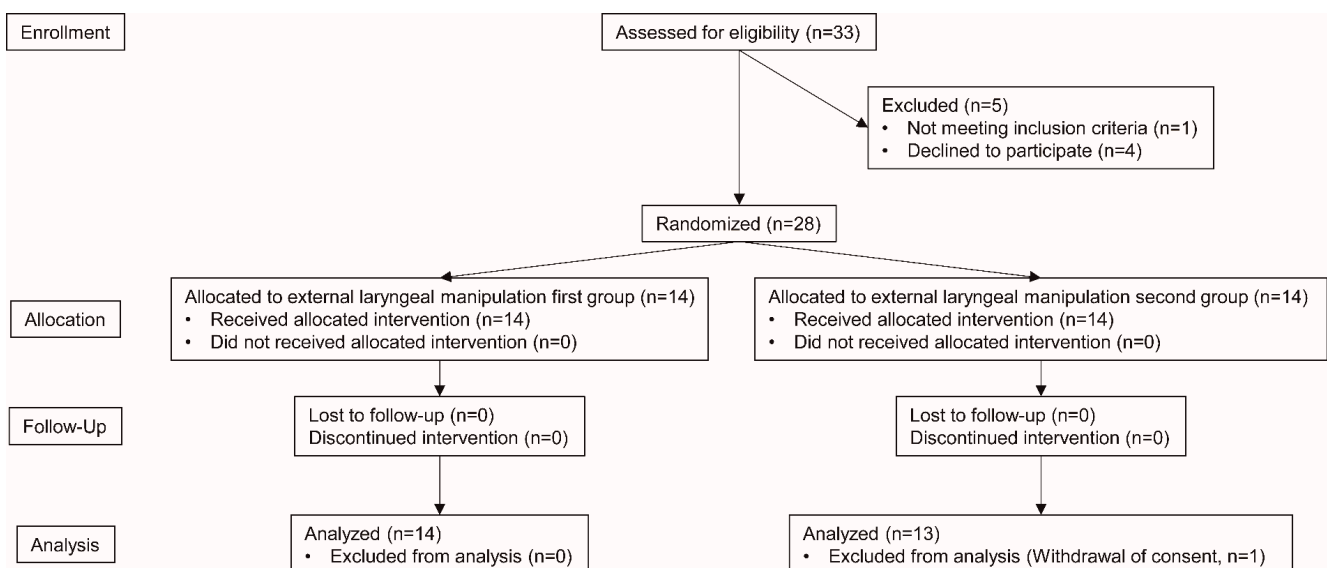 Enrollment
Assessed for eligibility (n=33)
Excluded (n=5)
• Not meeting inclusion criteria (n=1)
• Declined to participate (n=4)
Randomized (n=28)
Allocation
Allocated to external laryngeal manipulation first group (n=14)
• Received allocated intervention (n=14)
• Did not received allocated intervention (n=0)
Allocated to external laryngeal manipulation second group (n=14)
• Received allocated intervention (n=14)
• Did not received allocated intervention (n=0)
Follow-Up
Lost to follow-up (n=0)
Discontinued intervention (n=0)
Lost to follow-up (n=0)
Discontinued intervention (n=0)
Analysis
Analyzed (n=14)
• Excluded from analysis (n=0)
Analyzed (n=13)
• Excluded from analysis (Withdrawal of consent, n=1)